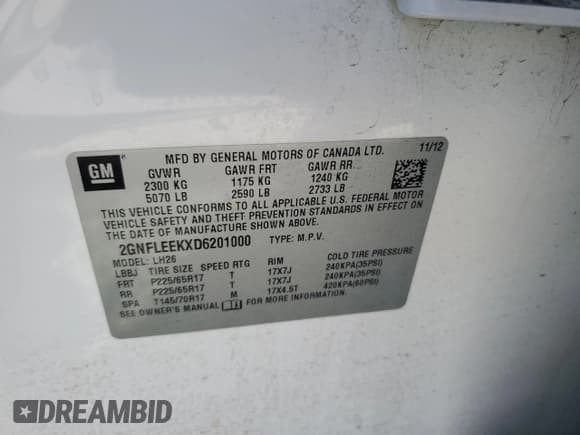 GM
MFD BY GENERAL MOTORS OF CANADA LTD. 11/12
GVWR GAWR FRT GAWR RR
2300 KG 1175 KG 1240 KG
5070 LB 2590 LB 2733 LB
THIS VEHICLE CONFORMS TO ALL APPLICABLE U.S. FEDERAL MOTOR
VEHICLE SAFETY AND THEFT PREVENTION STANDARDS IN EFFECT ON
THE DATE OF MANUFACTURE SHOWN ABOVE.
2GNFLEEKXD6201000 TYPE: M.P.V.
MODEL: LH26
LBBJ TIRE SIZE SPEED RTG RIM COLD TIRE PRESSURE
FRT P225/65R17 T 17X7J 240KPA(35PSI)
RR P225/65R17 T 17X7J 240KPA(35PSI)
SPA T145/70R17 M 17X4.5T 420KPA(60PSI)
SEE OWNER'S MANUAL FOR MORE INFORMATION.
DREAMBID